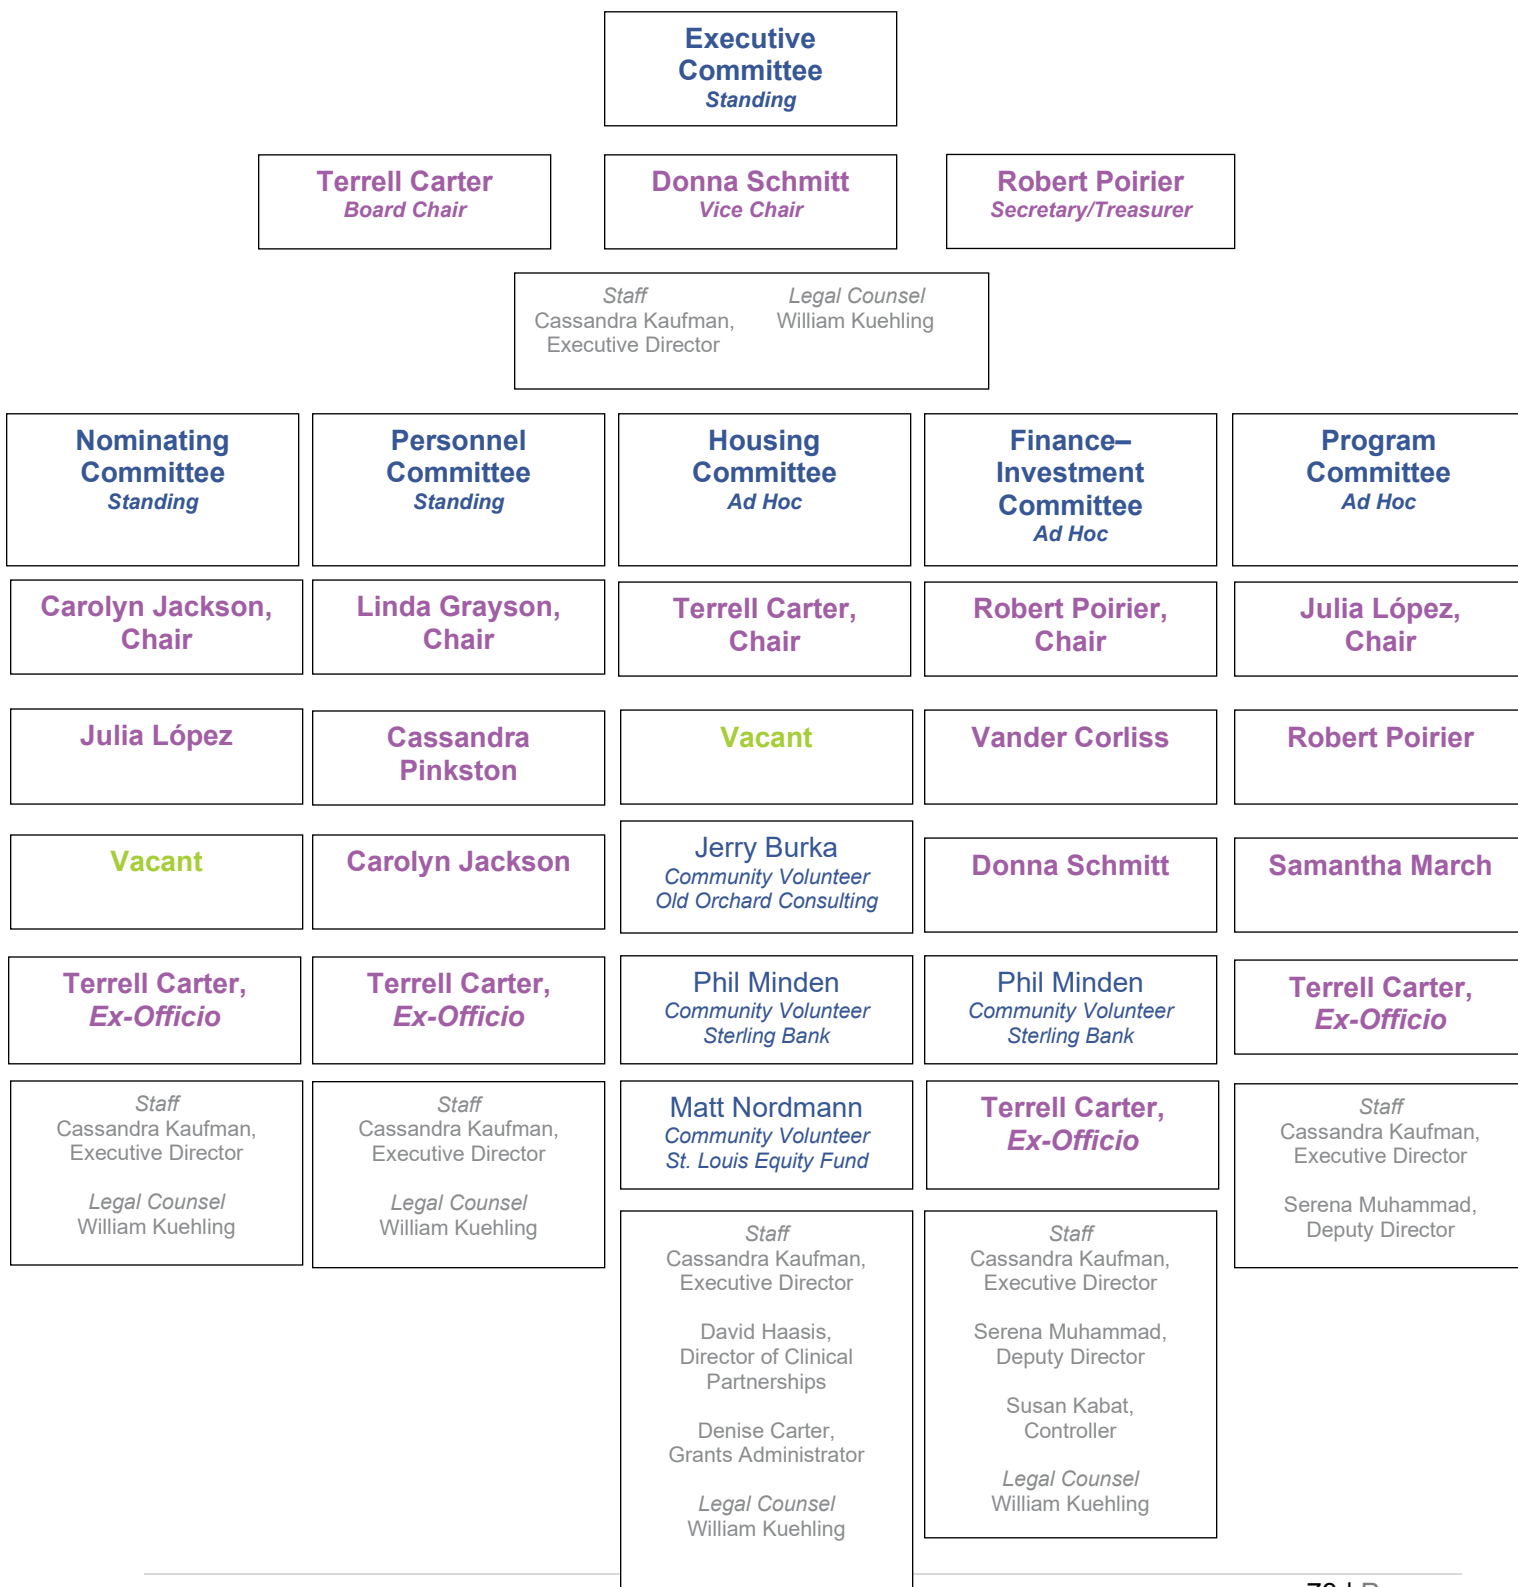 Executive
Committee
Standing
Terrell Carter
Board Chair
Donna Schmitt
Vice Chair
Robert Poirier
Secretary/Treasurer
Staff
Cassandra Kaufman,
Executive Director
Legal Counsel
William Kuehling
Nominating
Committee
Standing
Carolyn Jackson,
Chair
Julia López
Vacant
Terrell Carter,
Ex-Officio
Staff
Cassandra Kaufman,
Executive Director
Legal Counsel
William Kuehling
Personnel
Committee
Standing
Linda Grayson,
Chair
Cassandra
Pinkston
Carolyn Jackson
Terrell Carter,
Ex-Officio
Staff
Cassandra Kaufman,
Executive Director
Legal Counsel
William Kuehling
Housing
Committee
Ad Hoc
Terrell Carter,
Chair
Vacant
Jerry Burka
Community Volunteer
Old Orchard Consulting
Phil Minden
Community Volunteer
Sterling Bank
Matt Nordmann
Community Volunteer
St. Louis Equity Fund
Staff
Cassandra Kaufman,
Executive Director
David Haasis,
Director of Clinical
Partnerships
Denise Carter,
Grants Administrator
Legal Counsel
William Kuehling
Finance–
Investment
Committee
Ad Hoc
Robert Poirier,
Chair
Vander Corliss
Donna Schmitt
Phil Minden
Community Volunteer
Sterling Bank
Terrell Carter,
Ex-Officio
Staff
Cassandra Kaufman,
Executive Director
Serena Muhammad,
Deputy Director
Susan Kabat,
Controller
Legal Counsel
William Kuehling
Program
Committee
Ad Hoc
Julia López,
Chair
Robert Poirier
Samantha March
Terrell Carter,
Ex-Officio
Staff
Cassandra Kaufman,
Executive Director
Serena Muhammad,
Deputy Director